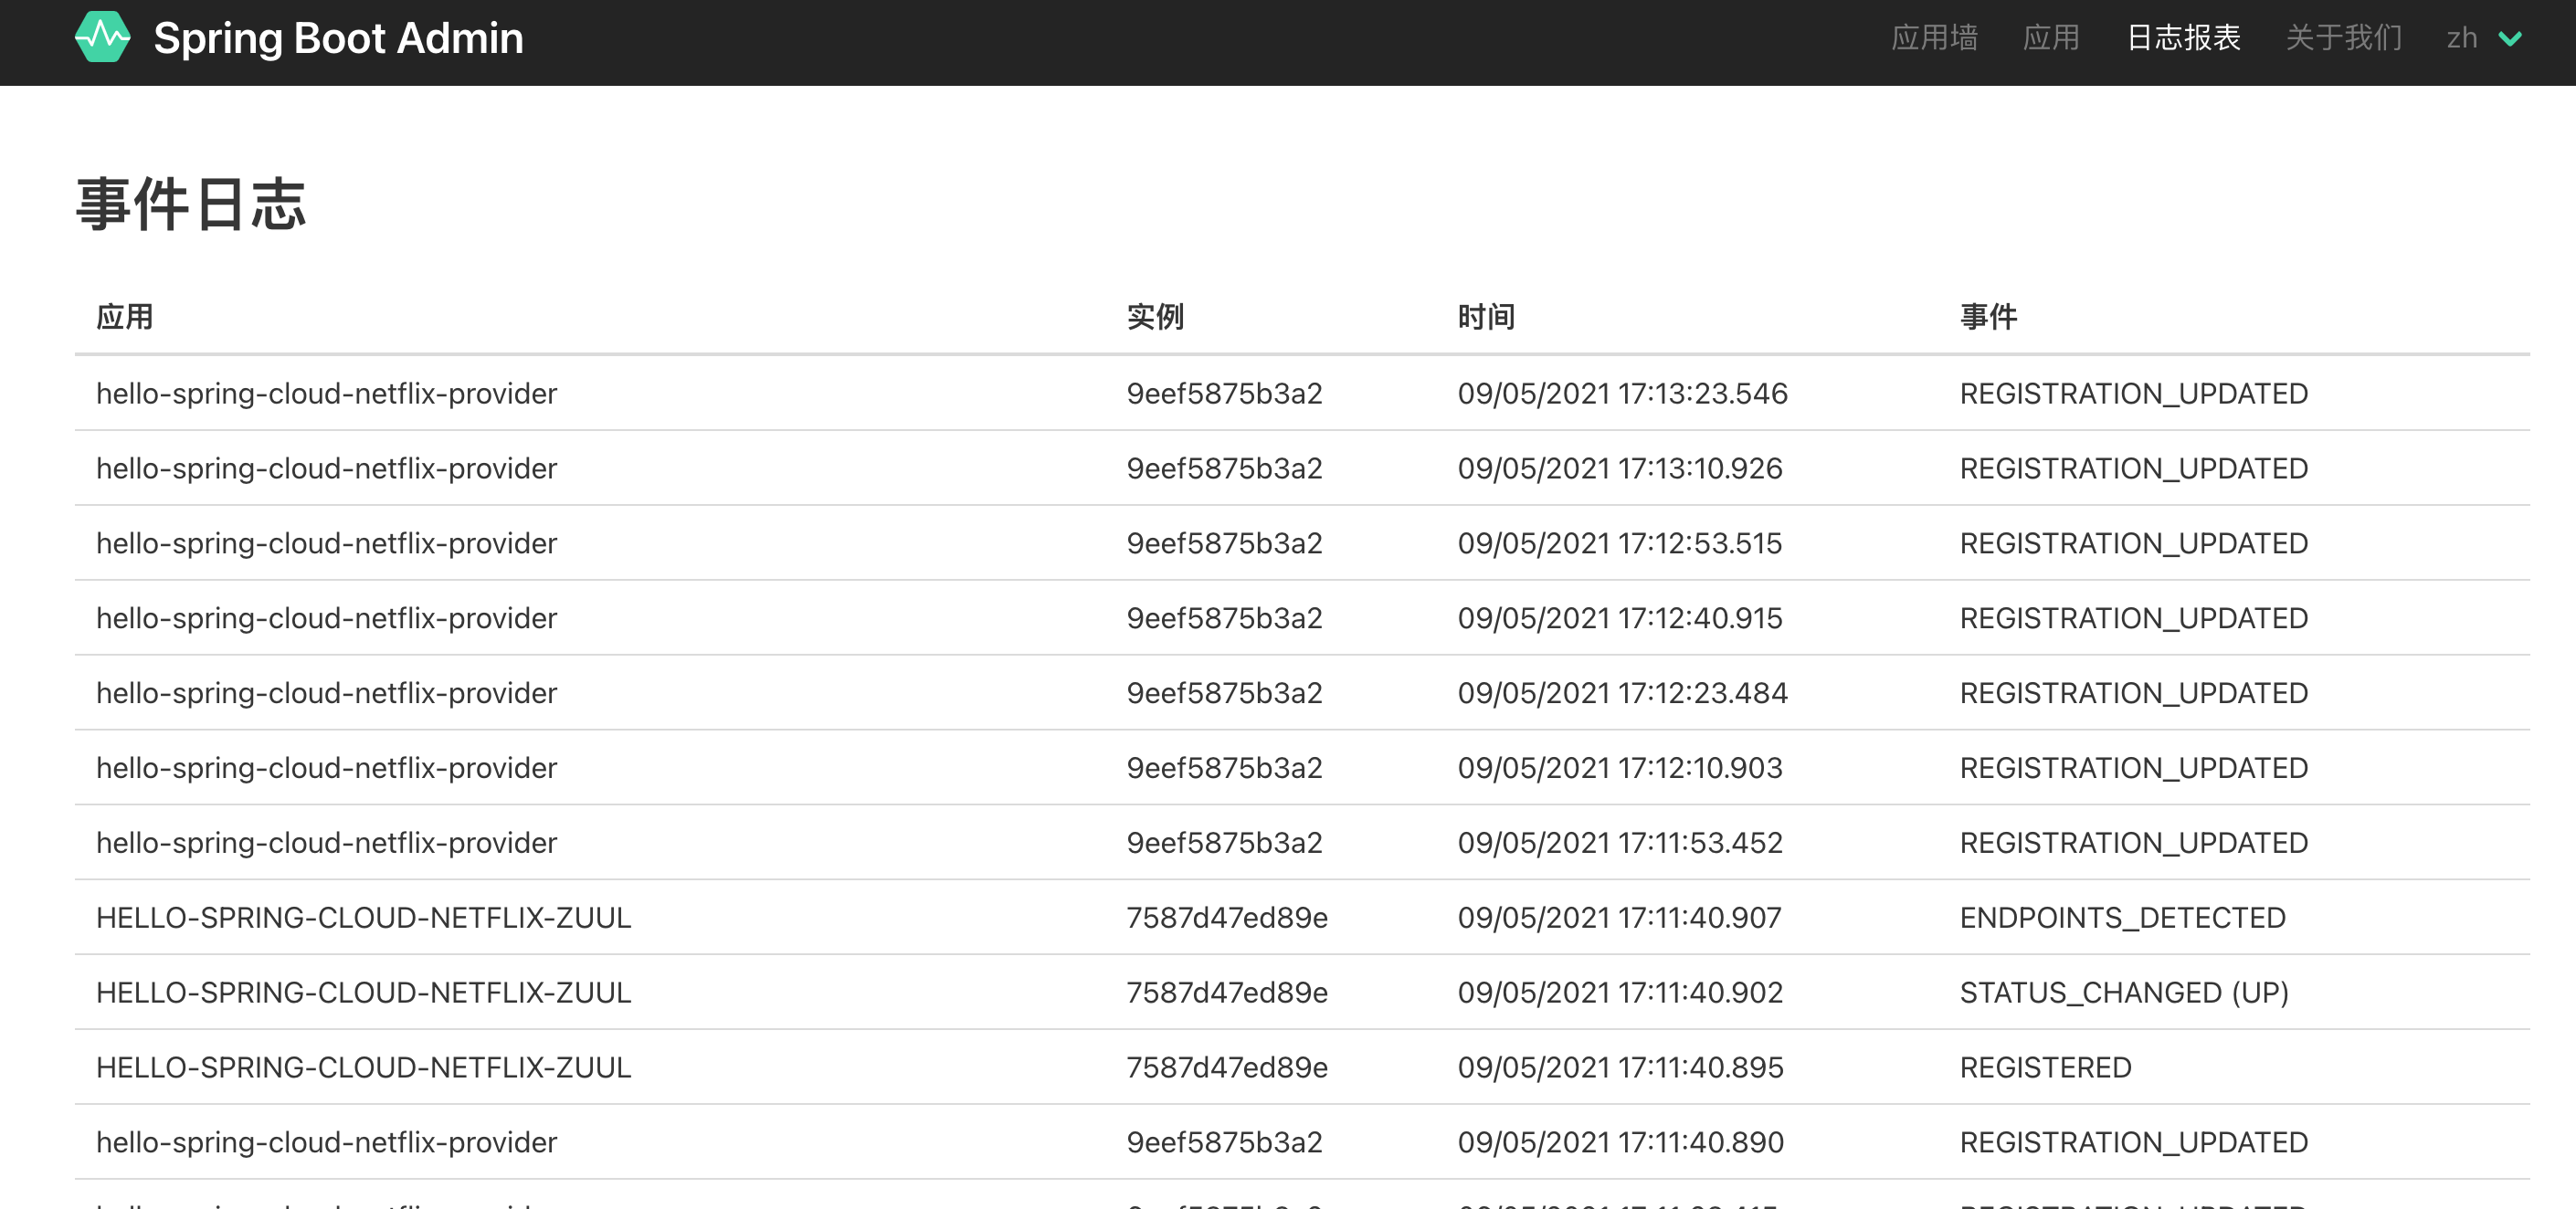 Spring Boot Admin 应用墙 应用 日志报表 关于我们 zh
事件日志
应用 实例 时间 事件
hello-spring-cloud-netflix-provider 9eef5875b3a2 09/05/2021 17:13:23.546 REGISTRATION_UPDATED
hello-spring-cloud-netflix-provider 9eef5875b3a2 09/05/2021 17:13:10.926 REGISTRATION_UPDATED
hello-spring-cloud-netflix-provider 9eef5875b3a2 09/05/2021 17:12:53.515 REGISTRATION_UPDATED
hello-spring-cloud-netflix-provider 9eef5875b3a2 09/05/2021 17:12:40.915 REGISTRATION_UPDATED
hello-spring-cloud-netflix-provider 9eef5875b3a2 09/05/2021 17:12:23.484 REGISTRATION_UPDATED
hello-spring-cloud-netflix-provider 9eef5875b3a2 09/05/2021 17:12:10.903 REGISTRATION_UPDATED
hello-spring-cloud-netflix-provider 9eef5875b3a2 09/05/2021 17:11:53.452 REGISTRATION_UPDATED
HELLO-SPRING-CLOUD-NETFLIX-ZUUL 7587d47ed89e 09/05/2021 17:11:40.907 ENDPOINTS_DETECTED
HELLO-SPRING-CLOUD-NETFLIX-ZUUL 7587d47ed89e 09/05/2021 17:11:40.902 STATUS_CHANGED (UP)
HELLO-SPRING-CLOUD-NETFLIX-ZUUL 7587d47ed89e 09/05/2021 17:11:40.895 REGISTERED
hello-spring-cloud-netflix-provider 9eef5875b3a2 09/05/2021 17:11:40.890 REGISTRATION_UPDATED